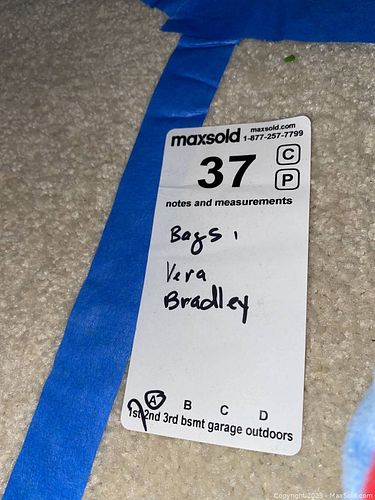 maxsold maxsold.com
1-877-257-7799
37 C
P
notes and measurements
Bags,
Vera
Bradley
A B C D
1st 2nd 3rd bsmt garage outdoors
Copyright©2023 - MaxSold.com